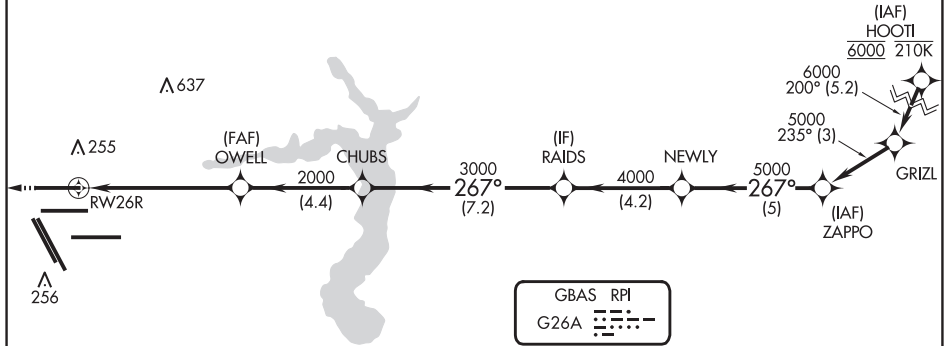 (IAF)
HOOTI
6000 210K
6000
200° (5.2)
5000
235° (3)
GRIZL
637
255
(FAF)
OWELL
CHUBS
(IF)
RAIDS
NEWLY
RW26R
2000
(4.4)
3000
267°
(7.2)
4000
(4.2)
5000
267°
(5)
(IAF)
ZAPPO
256
GBAS RPI
G26A